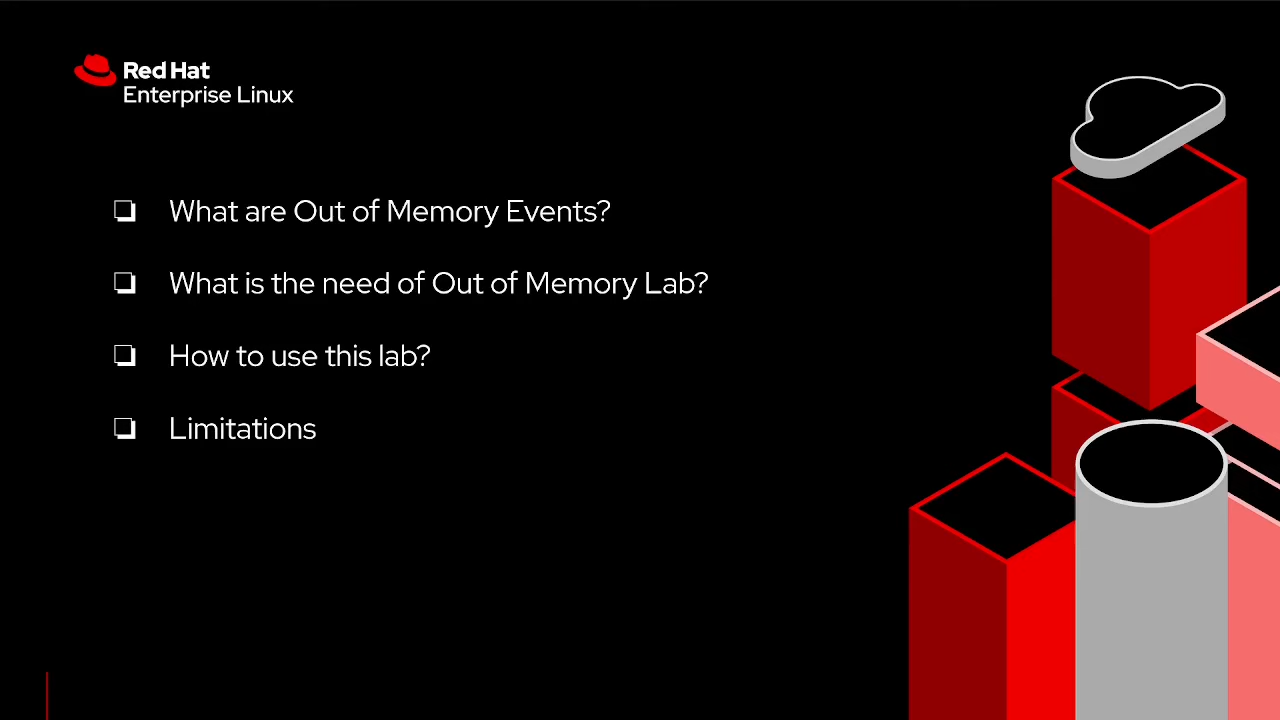 Red Hat
Enterprise Linux
❏ What are Out of Memory Events?
❏ What is the need of Out of Memory Lab?
❏ How to use this lab?
❏ Limitations